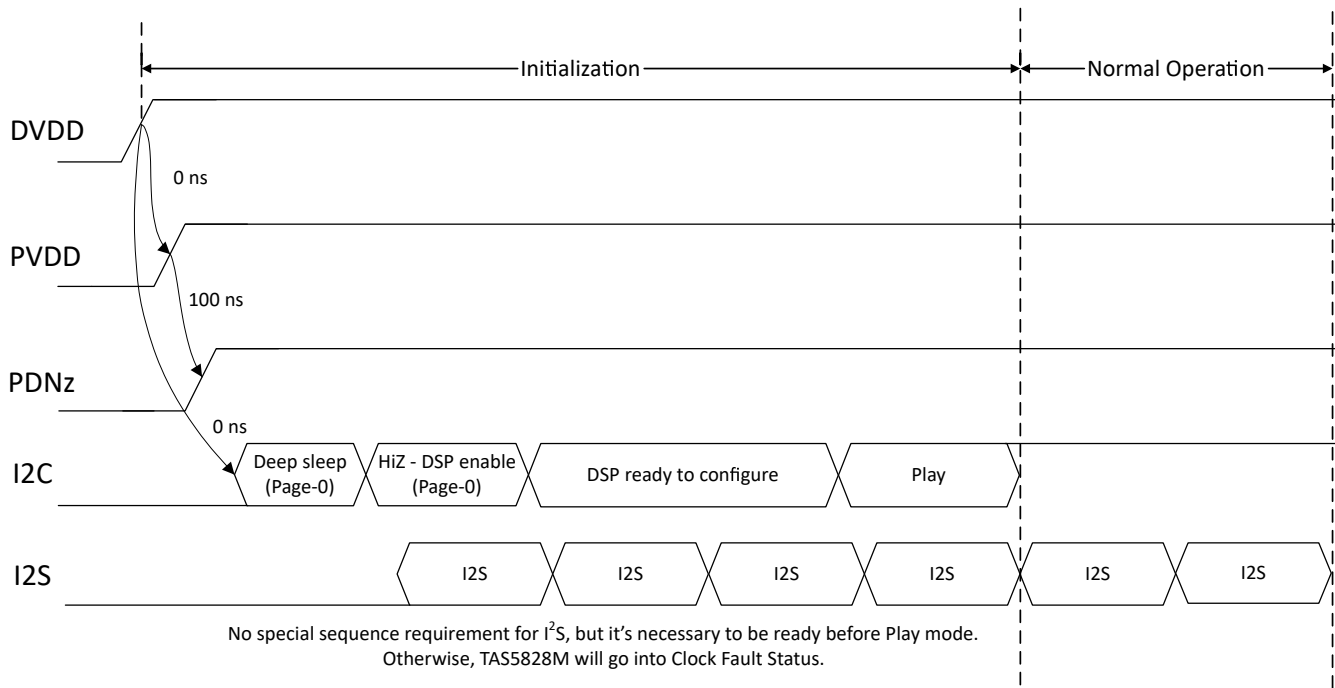 Initialization
Normal Operation
DVDD
0 ns
PVDD
100 ns
PDNz
0 ns
I2C
Deep sleep
(Page-0)
HiZ - DSP enable
(Page-0)
DSP ready to configure
Play
I2S
I2S
I2S
I2S
I2S
I2S
I2S
No special sequence requirement for I²S, but it's necessary to be ready before Play mode.
Otherwise, TAS5828M will go into Clock Fault Status.